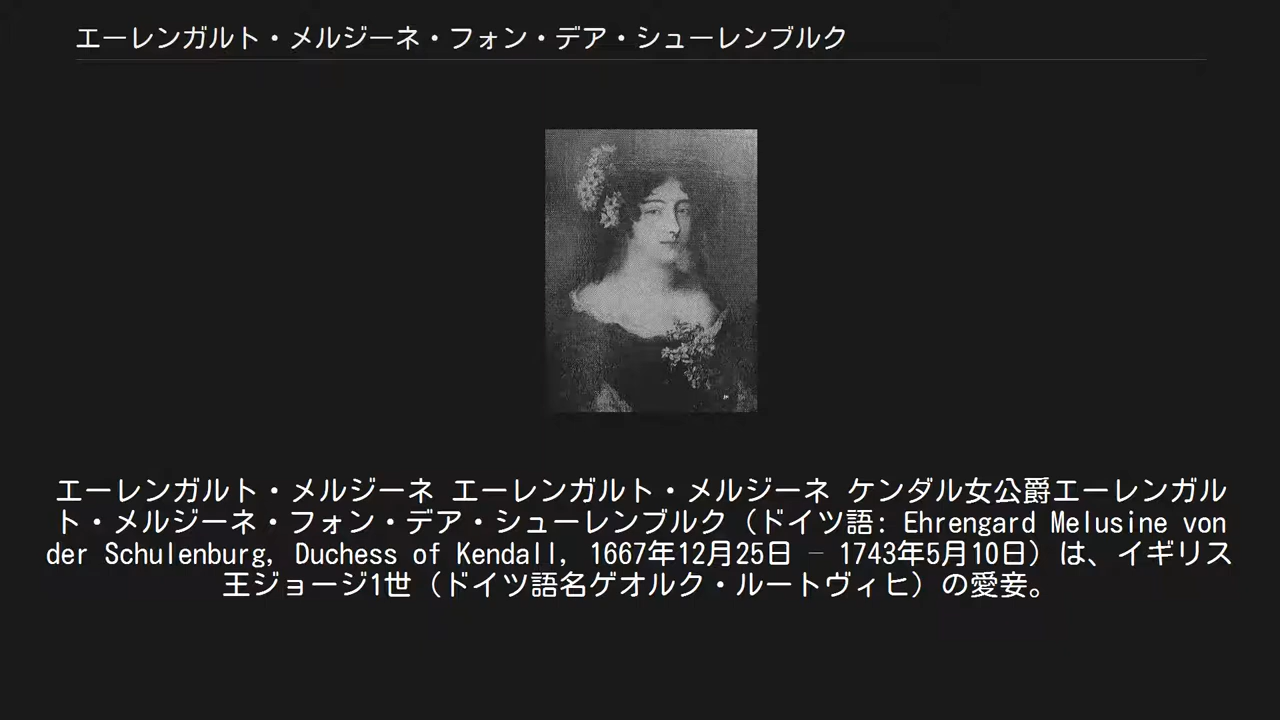 エーレンガルト・メルジーネ・フォン・デア・シューレンブルク
エーレンガルト・メルジーネ エーレンガルト・メルジーネ ケンダル女公爵エーレンガル
ト・メルジーネ・フォン・デア・シューレンブルク（ドイツ語: Ehrengard Melusine von
der Schulenburg, Duchess of Kendall, 1667年12月25日 – 1743年5月10日）は、イギリス
王ジョージ1世（ドイツ語名ゲオルク・ルートヴィヒ）の愛妾。